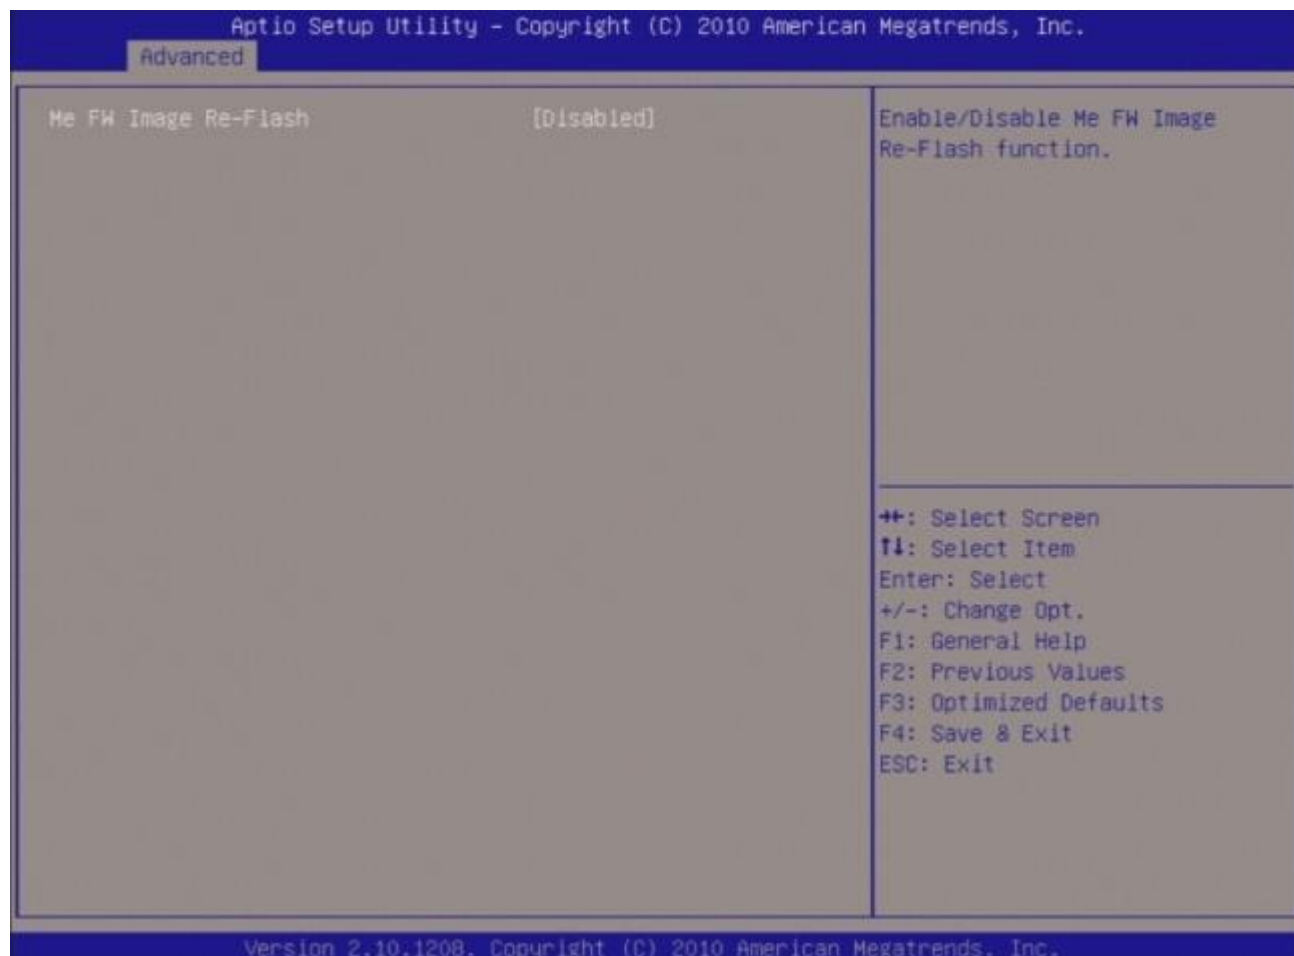 Aptio Setup Utility – Copyright (C) 2010 American Megatrends, Inc.
Advanced
Me FW Image Re-Flash [Disabled]
Enable/Disable Me FW Image
Re-Flash function.
→←: Select Screen
↑↓: Select Item
Enter: Select
+/-: Change Opt.
F1: General Help
F2: Previous Values
F3: Optimized Defaults
F4: Save & Exit
ESC: Exit
Version 2.10.1208. Copyright (C) 2010 American Megatrends, Inc.